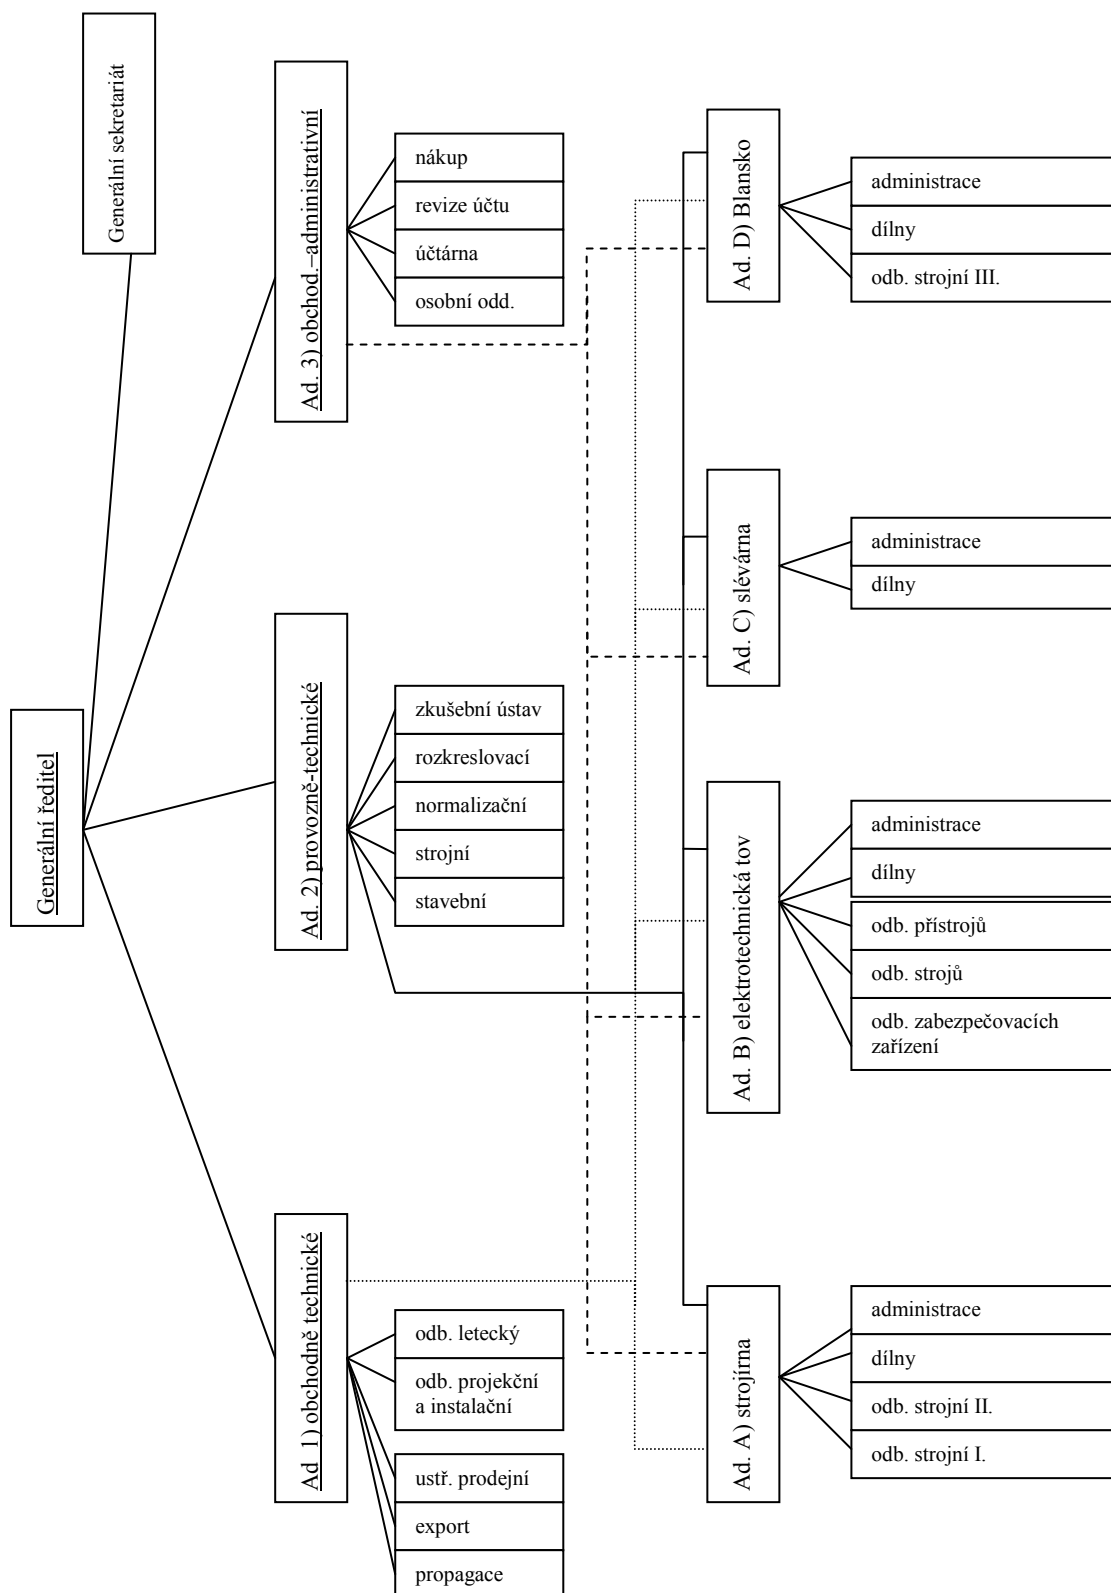 Generální sekretariát
Generální ředitel
Ad. 3) obchod.–administrativní
nákup
revize účtu
účtárna
osobní odd.
Ad. 2) provozně-technické
zkušební ústav
rozkreslovací
normalizační
strojní
stavební
Ad 1) obchodně technické
odb. letecký
odb. projekční
a instalační
ustř. prodejní
export
propagace
Ad. D) Blansko
administrace
dílny
odb. strojní III.
Ad. C) slévárna
administrace
dílny
Ad. B) elektrotechnická tov
administrace
dílny
odb. přístrojů
odb. strojů
odb. zabezpečovacích
zařízení
Ad. A) strojírna
administrace
dílny
odb. strojní II.
odb. strojní I.